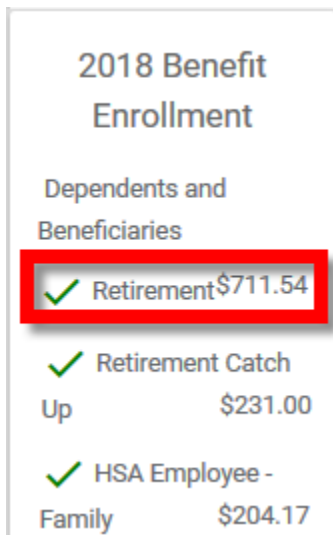 2018 Benefit
Enrollment
Dependents and
Beneficiaries
Retirement $711.54
Retirement Catch
Up $231.00
HSA Employee -
Family $204.17